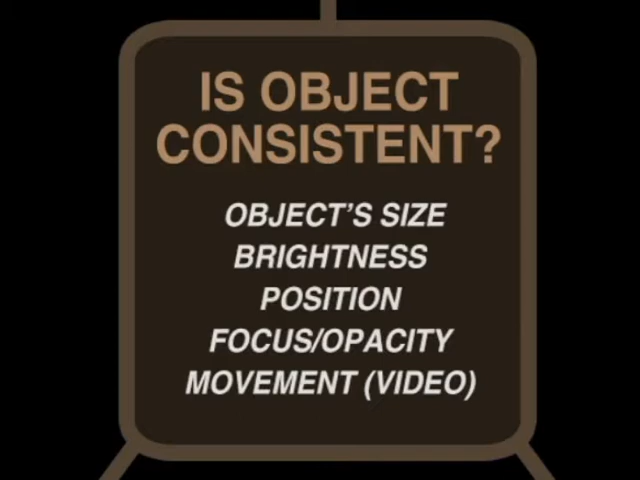 IS OBJECT
CONSISTENT?
OBJECT’S SIZE
BRIGHTNESS
POSITION
FOCUS/OPACITY
MOVEMENT (VIDEO)